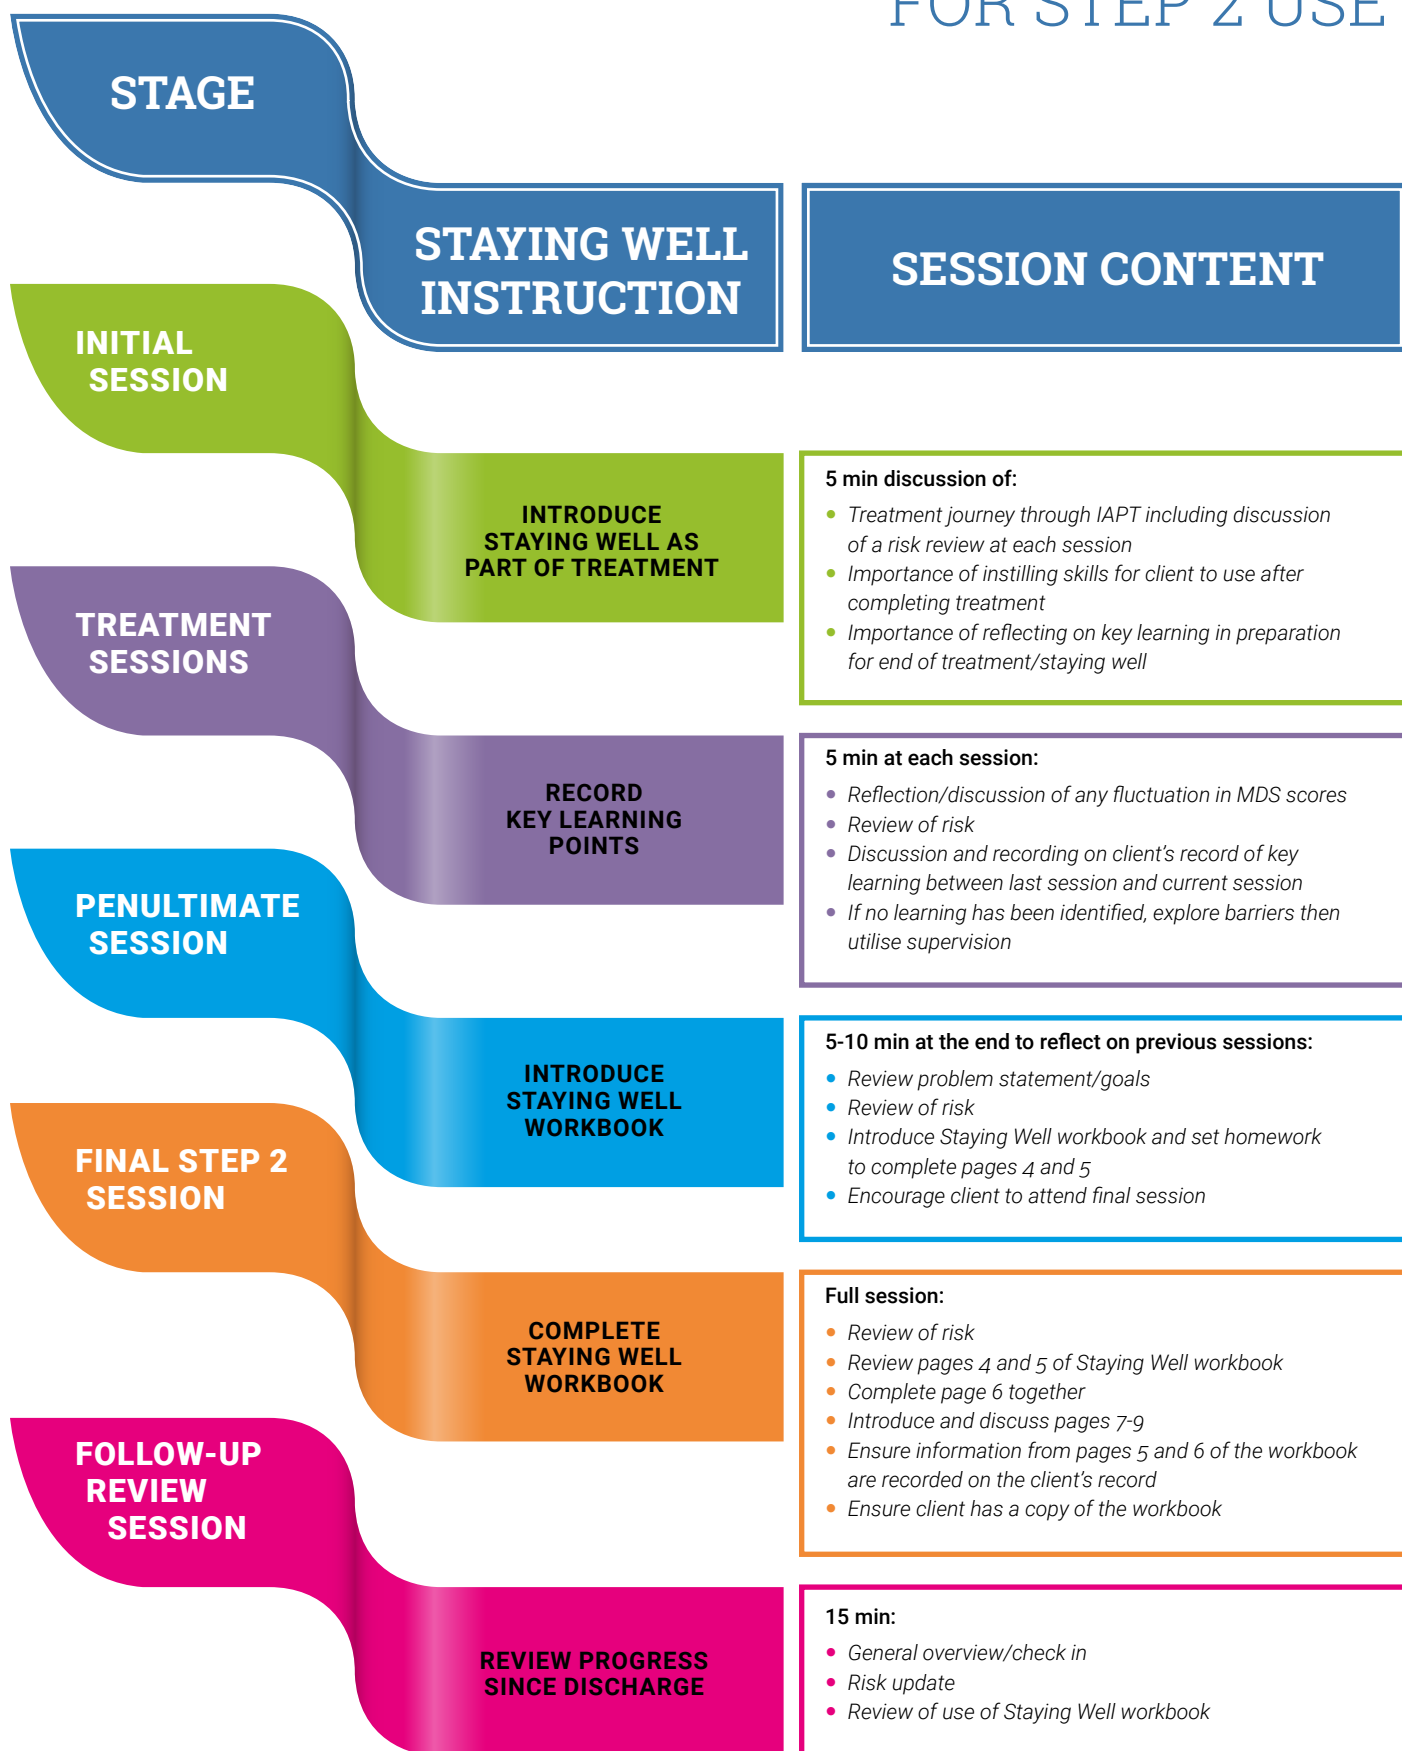 FOR STEP 2 USE
STAGE
STAYING WELL
INSTRUCTION
SESSION CONTENT
INITIAL
SESSION
INTRODUCE
STAYING WELL AS
PART OF TREATMENT
5 min discussion of:
• Treatment journey through IAPT including discussion
of a risk review at each session
• Importance of instilling skills for client to use after
completing treatment
• Importance of reflecting on key learning in preparation
for end of treatment/staying well
TREATMENT
SESSIONS
RECORD
KEY LEARNING
POINTS
5 min at each session:
• Reflection/discussion of any fluctuation in MDS scores
• Review of risk
• Discussion and recording on client's record of key
learning between last session and current session
• If no learning has been identified, explore barriers then
utilise supervision
PENULTIMATE
SESSION
INTRODUCE
STAYING WELL
WORKBOOK
5-10 min at the end to reflect on previous sessions:
• Review problem statement/goals
• Review of risk
• Introduce Staying Well workbook and set homework
to complete pages 4 and 5
• Encourage client to attend final session
FINAL STEP 2
SESSION
COMPLETE
STAYING WELL
WORKBOOK
Full session:
• Review of risk
• Review pages 4 and 5 of Staying Well workbook
• Complete page 6 together
• Introduce and discuss pages 7-9
• Ensure information from pages 5 and 6 of the workbook
are recorded on the client's record
• Ensure client has a copy of the workbook
FOLLOW-UP
REVIEW
SESSION
REVIEW PROGRESS
SINCE DISCHARGE
15 min:
• General overview/check in
• Risk update
• Review of use of Staying Well workbook